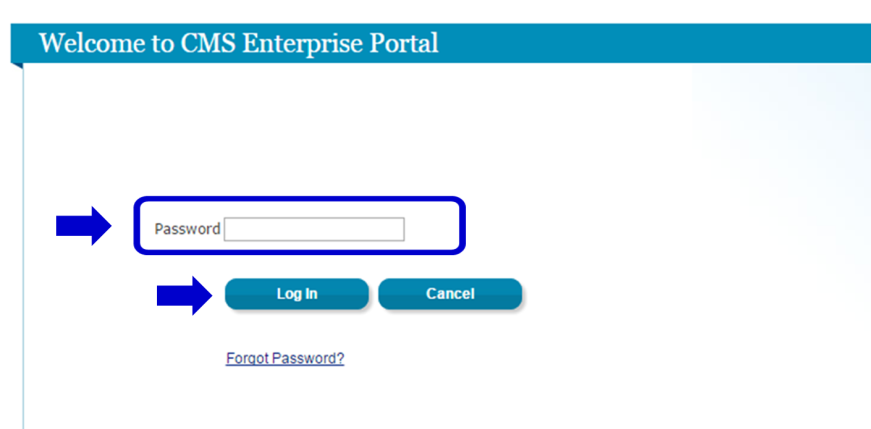 Welcome to CMS Enterprise Portal
Password
Log In
Cancel
Forgot Password?